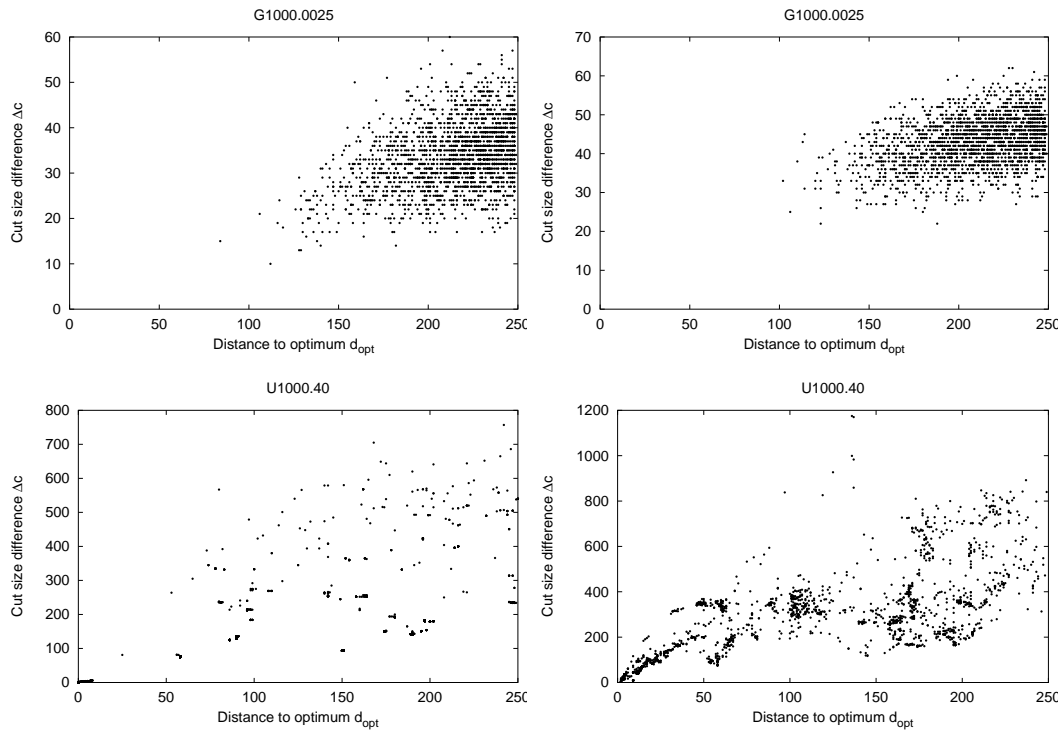 G1000.0025
60
50
40
30
20
10
0
0 50 100 150 200 250
Cut size difference Δc
Distance to optimum d_opt
G1000.0025
70
60
50
40
30
20
10
0
0 50 100 150 200 250
Cut size difference Δc
Distance to optimum d_opt
U1000.40
800
700
600
500
400
300
200
100
0
0 50 100 150 200 250
Cut size difference Δc
Distance to optimum d_opt
U1000.40
1200
1000
800
600
400
200
0
0 50 100 150 200 250
Cut size difference Δc
Distance to optimum d_opt